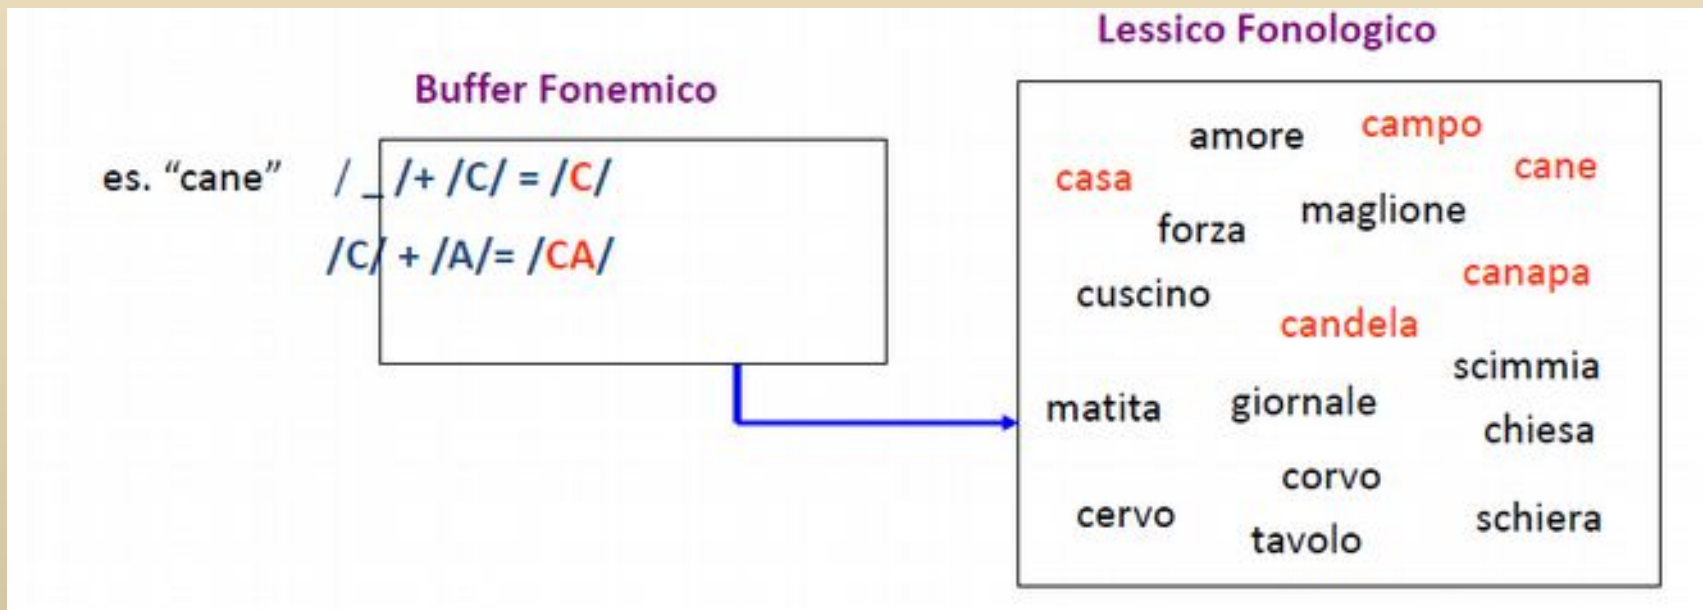 Lessico Fonologico
Buffer Fonemico
es. “cane” / _ /+ /C/ = /C/
/C/ + /A/= /CA/
amore campo
casa cane
forza maglione
cuscino canapa
candela
scimmia
matita giornale
chiesa
corvo
cervo schiera
tavolo